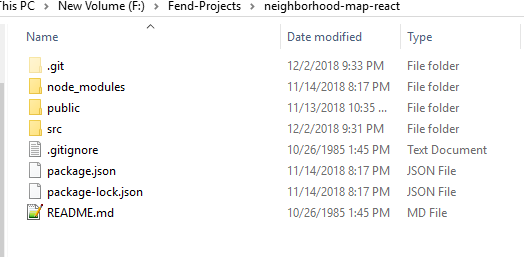 This PC > New Volume (F:) > Fend-Projects > neighborhood-map-react
Name Date modified Type
.git 12/2/2018 9:33 PM File folder
node_modules 11/14/2018 8:17 PM File folder
public 11/13/2018 10:35 ... File folder
src 12/2/2018 9:31 PM File folder
.gitignore 10/26/1985 1:45 PM Text Document
package.json 11/14/2018 8:17 PM JSON File
package-lock.json 11/14/2018 8:17 PM JSON File
README.md 10/26/1985 1:45 PM MD File